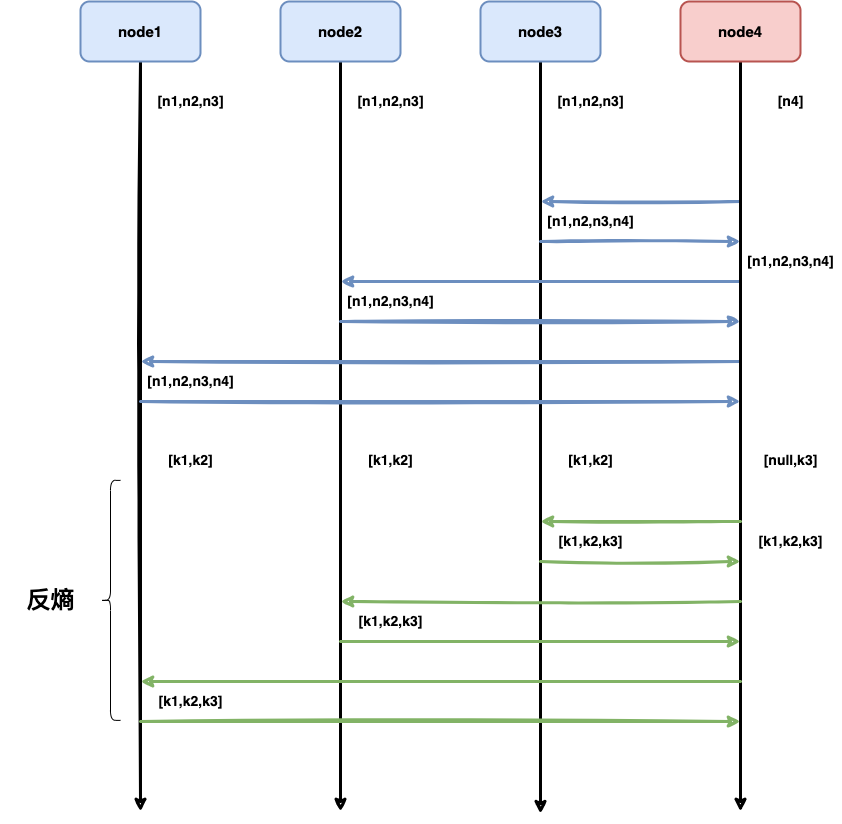 node1
node2
node3
node4
[n1,n2,n3]
[n1,n2,n3]
[n1,n2,n3]
[n4]
[n1,n2,n3,n4]
[n1,n2,n3,n4]
[n1,n2,n3,n4]
[n1,n2,n3,n4]
[k1,k2]
[k1,k2]
[k1,k2]
[null,k3]
[k1,k2,k3]
[k1,k2,k3]
反熵
[k1,k2,k3]
[k1,k2,k3]